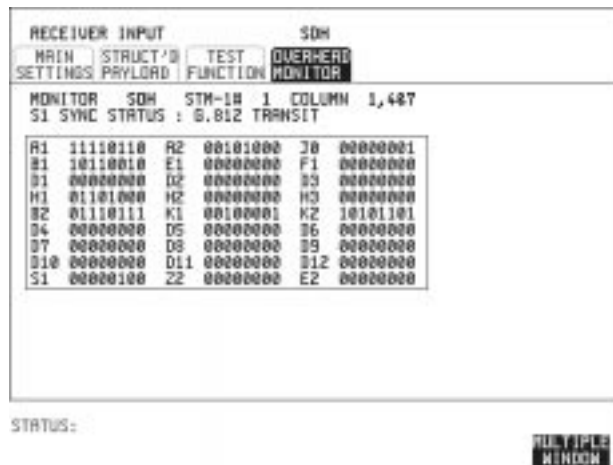 RECEIVER INPUT SDH
MAIN SETTINGS STRUCT'D PAYLOAD TEST FUNCTION OVERHEAD MONITOR
MONITOR SDH STM-1# 1 COLUMN 1,4&7
S1 SYNC STATUS : G.812 TRANSIT
A1 11110110 A2 00101000 J0 00000001
B1 10110010 E1 00000000 F1 00000000
D1 00000000 D2 00000000 D3 00000000
H1 01101000 H2 00000000 H3 00000000
B2 01110111 K1 00100001 K2 10101101
D4 00000000 D5 00000000 D6 00000000
D7 00000000 D8 00000000 D9 00000000
D10 00000000 D11 00000000 D12 00000000
S1 00000100 Z2 00000000 E2 00000000
STATUS:
MULTIPLE
WINDOW